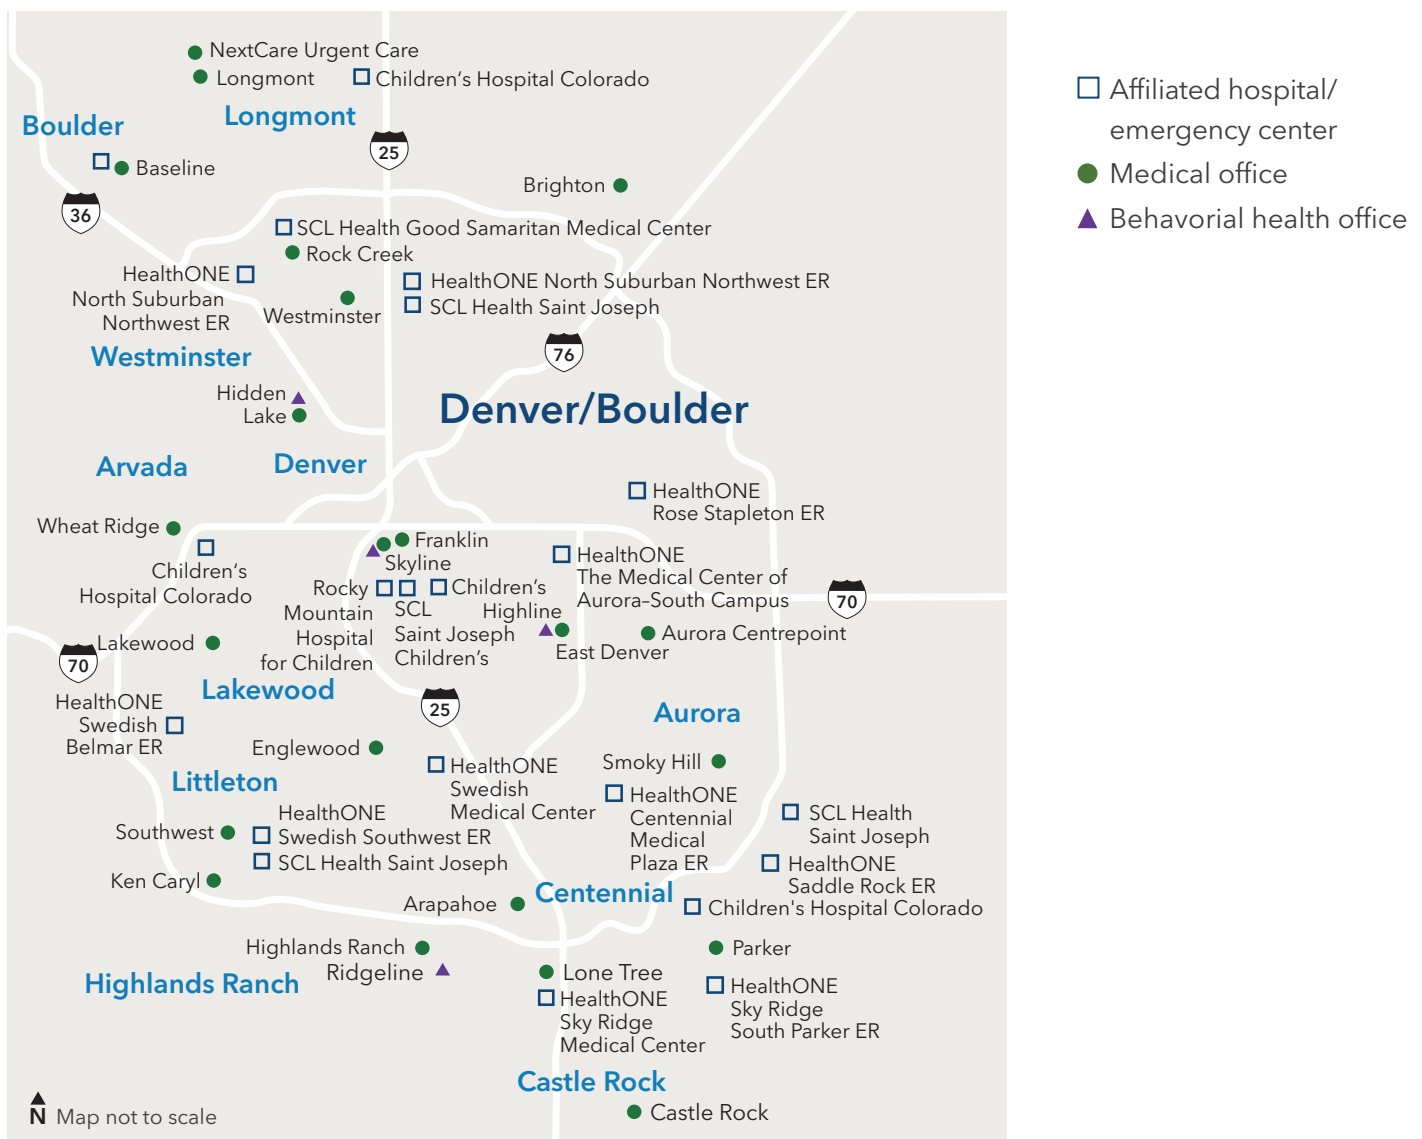 NextCare Urgent Care
Longmont
Children's Hospital Colorado
Boulder
Longmont
25
Baseline
Brighton
36
SCL Health Good Samaritan Medical Center
Rock Creek
HealthONE
North Suburban
Northwest ER
HealthONE North Suburban Northwest ER
SCL Health Saint Joseph
Westminster
Westminster
76
Hidden
Lake
Denver/Boulder
Arvada
Denver
HealthONE
Rose Stapleton ER
Wheat Ridge
Franklin
Skyline
Children's
Hospital Colorado
HealthONE
The Medical Center of
Aurora–South Campus
70
Rocky
Mountain
Hospital
for Children
SCL
Saint Joseph
Children's
Children's
Highline
East Denver
Aurora Centrepoint
Lakewood
70
Lakewood
25
HealthONE
Swedish
Belmar ER
Aurora
Englewood
Smoky Hill
Littleton
HealthONE
Swedish
Medical Center
HealthONE
Centennial
Medical
Plaza ER
SCL Health
Saint Joseph
Southwest
HealthONE
Swedish Southwest ER
SCL Health Saint Joseph
HealthONE
Saddle Rock ER
Ken Caryl
Centennial
Arapahoe
Children's Hospital Colorado
Highlands Ranch
Ridgeline
Parker
Highlands Ranch
Lone Tree
HealthONE
Sky Ridge
Medical Center
HealthONE
Sky Ridge
South Parker ER
Castle Rock
Castle Rock
N Map not to scale
Affiliated hospital/
emergency center
Medical office
Behavorial health office